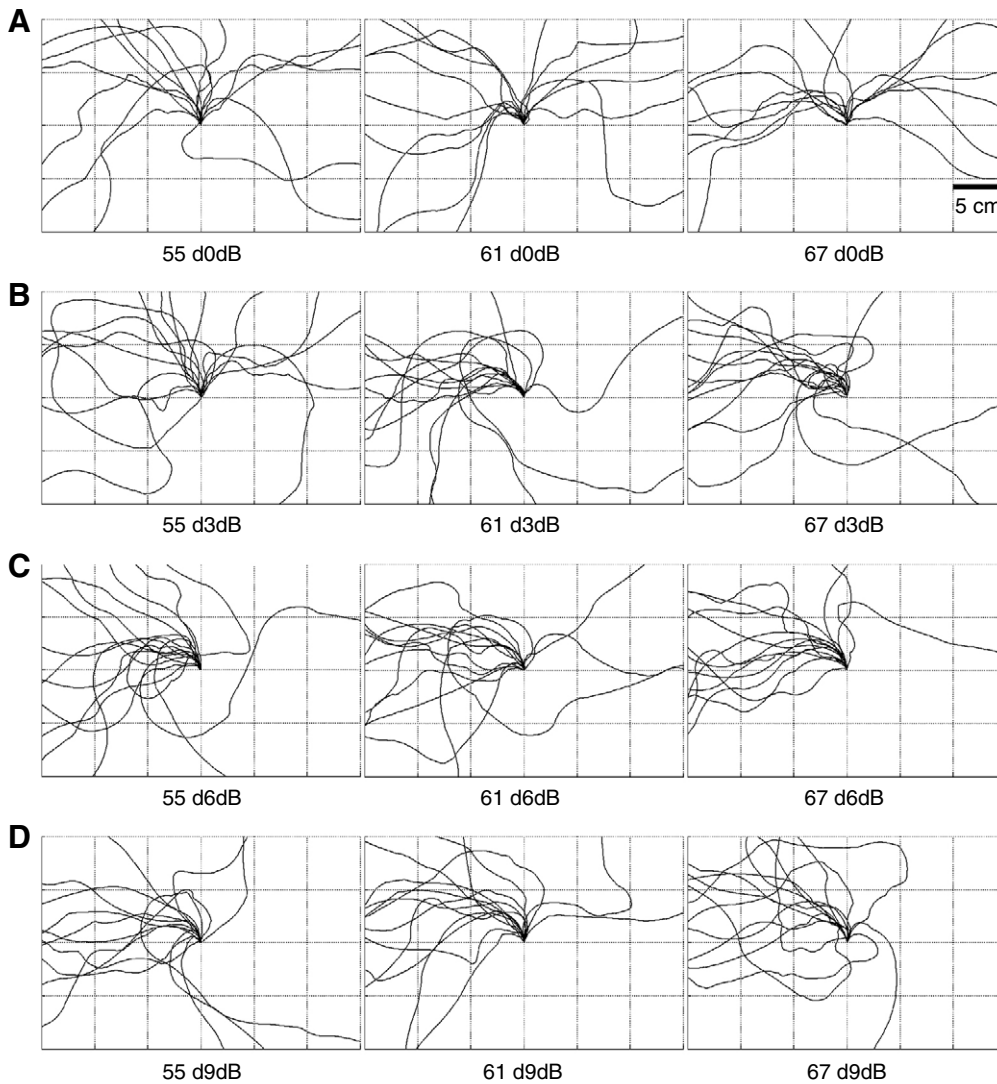 A
5 cm
55 d0dB 61 d0dB 67 d0dB
B
55 d3dB 61 d3dB 67 d3dB
C
55 d6dB 61 d6dB 67 d6dB
D
55 d9dB 61 d9dB 67 d9dB